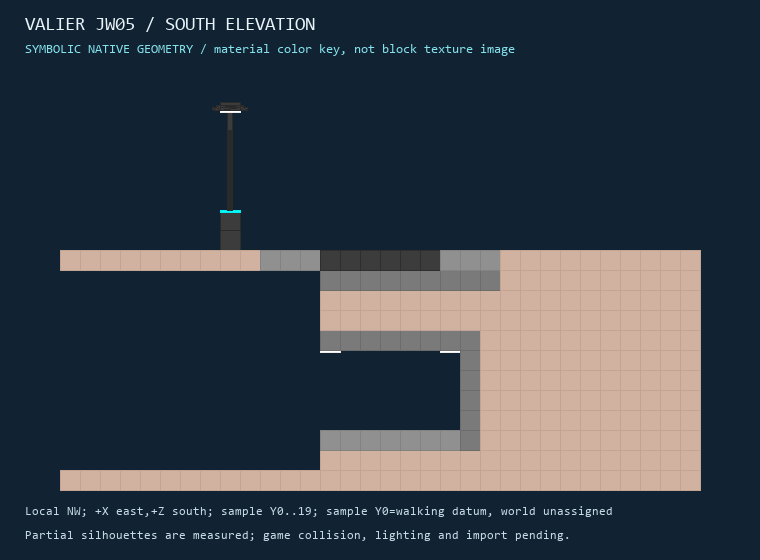 VALIER JW05 / SOUTH ELEVATION
SYMBOLIC NATIVE GEOMETRY / material color key, not block texture image
Local NW; +X east,+Z south; sample Y0..19; sample Y0=walking datum, world unassigned
Partial silhouettes are measured; game collision, lighting and import pending.